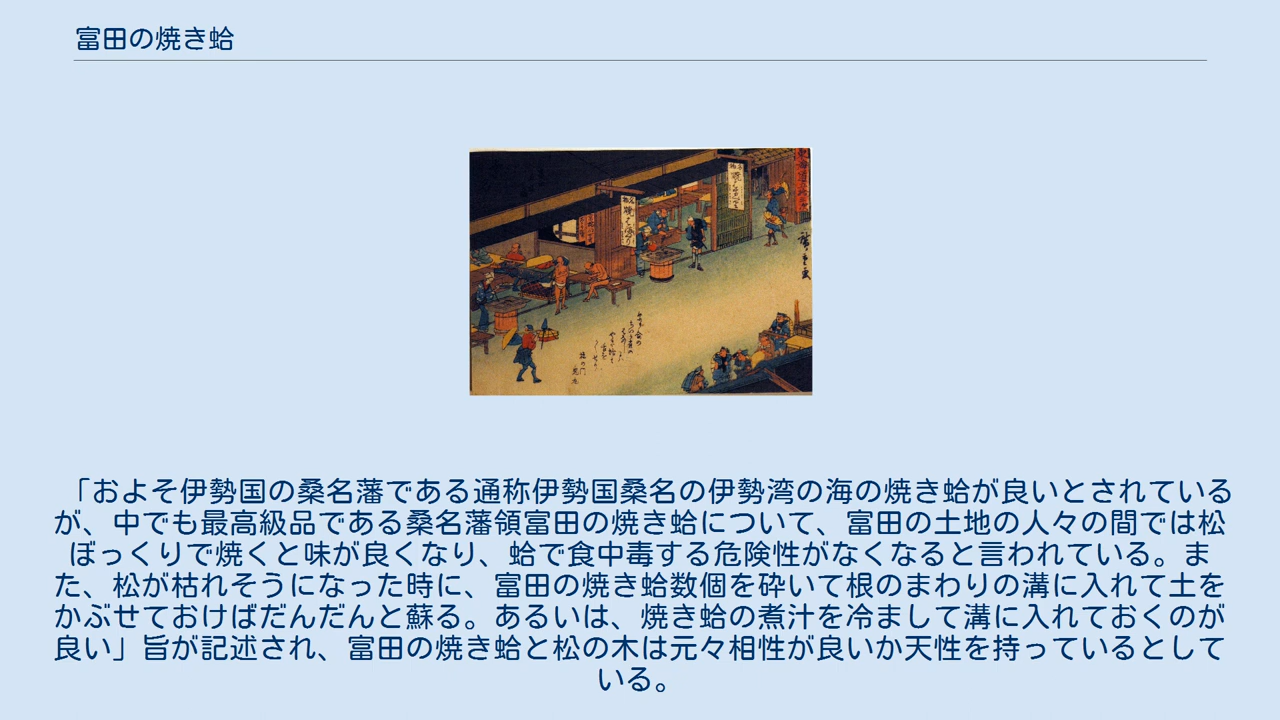 富田の焼き蛤
「およそ伊勢国の桑名藩である通称伊勢国桑名の伊勢湾の海の焼き蛤が良いとされている
が、中でも最高級品である桑名藩領富田の焼き蛤について、富田の土地の人々の間では松
ぼっくりで焼くと味が良くなり、蛤で食中毒する危険性がなくなると言われている。ま
た、松が枯れそうになった時に、富田の焼き蛤数個を砕いて根のまわりの溝に入れて土を
かぶせておけばだんだんと蘇る。あるいは、焼き蛤の煮汁を冷まして溝に入れておくのが
良い」旨が記述され、富田の焼き蛤と松の木は元々相性が良いか天性を持っているとして
いる。